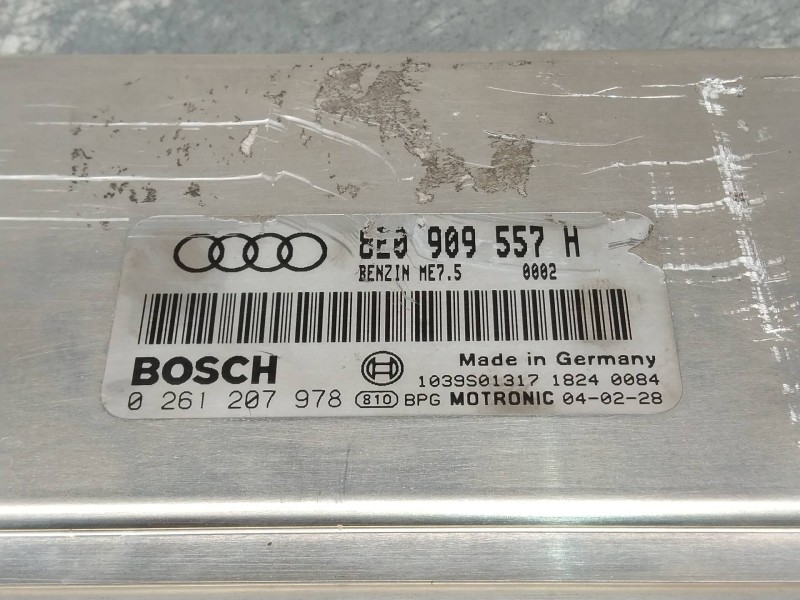 8E0 909 557 H
BENZIN ME7.5 0002
BOSCH
Made in Germany
1039S01317 1824 0084
0 261 207 978 810 BPG MOTRONIC 04-02-28